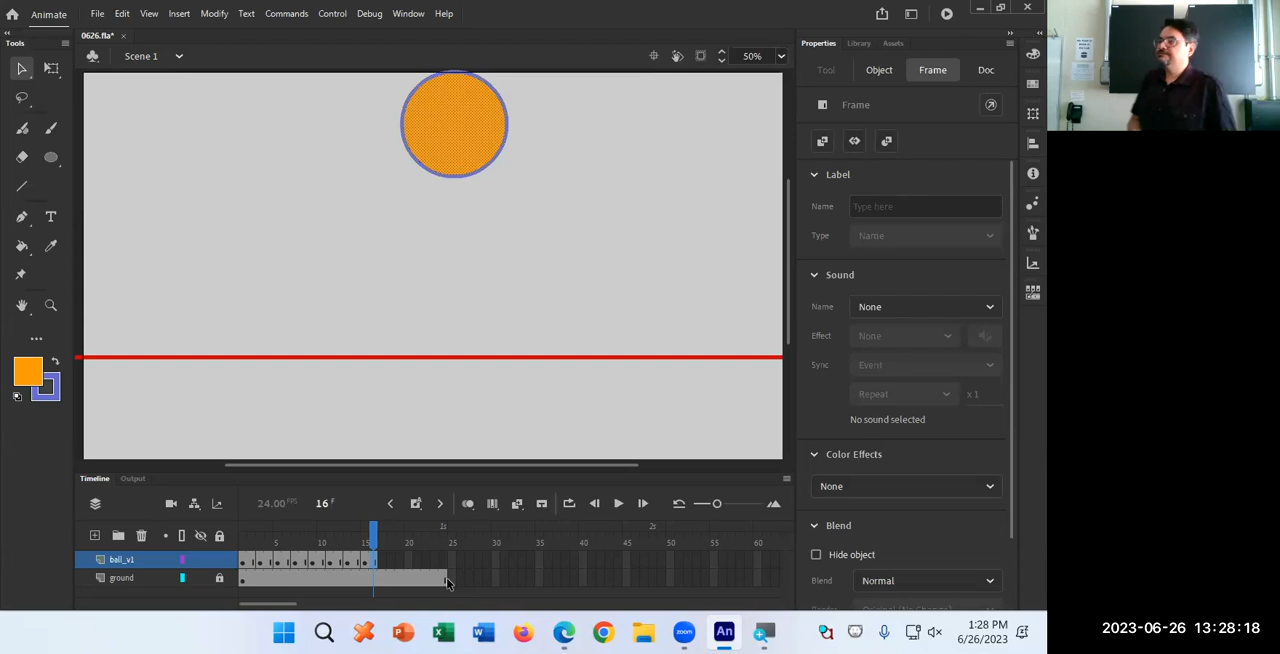 Animate File Edit View Insert Modify Text Commands Control Debug Window Help
0626.fla*
Tools
Scene 1
50%
Properties Library Assets
Tool Object Frame Doc
Frame
Label
Name Type here
Type Name
Sound
Name None
Effect None
Sync Event
Repeat x 1
No sound selected
Color Effects
None
Blend
Hide object
Blend Normal
Timeline Output
24.00 FPS 16 F
1s 2s
5 10 15 20 25 30 35 40 45 50 55 60
ball_v1
ground
An
1:28 PM
6/26/2023
2023-06-26 13:28:18